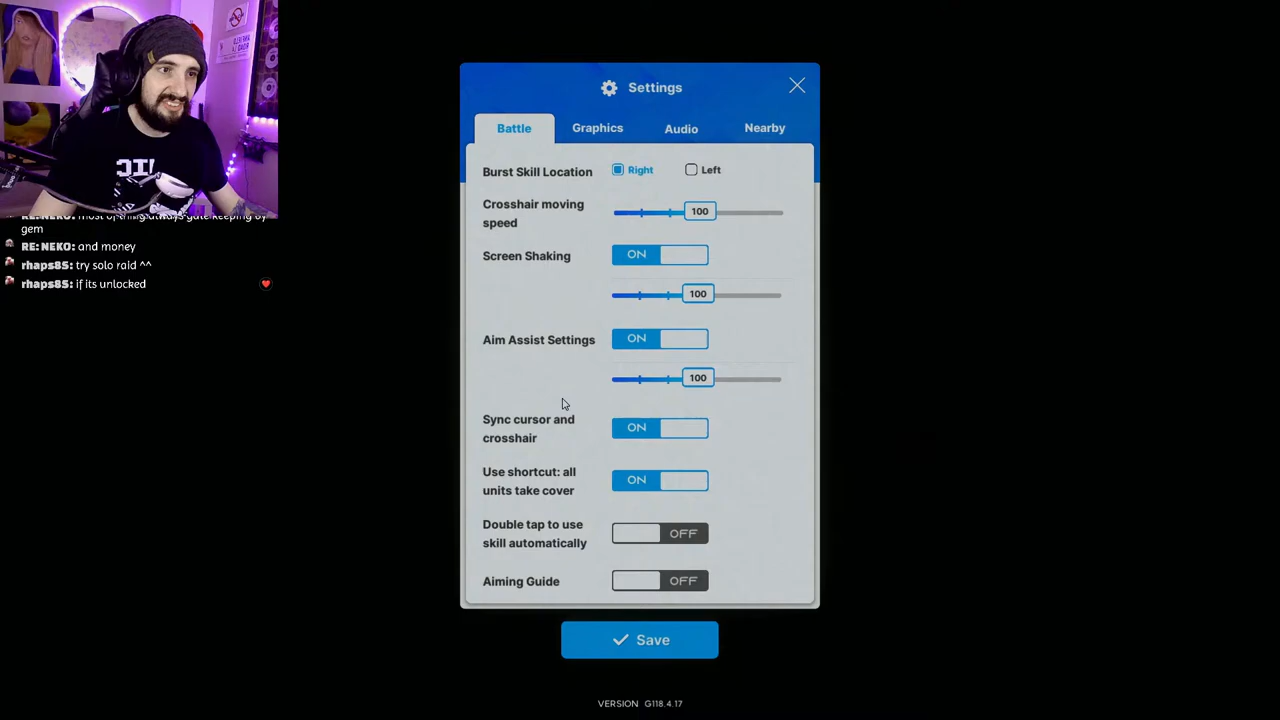 Settings
Battle
Graphics
Audio
Nearby
Burst Skill Location
Right
Left
Crosshair moving
speed
100
Screen Shaking
ON
100
Aim Assist Settings
ON
100
Sync cursor and
crosshair
ON
Use shortcut: all
units take cover
ON
Double tap to use
skill automatically
OFF
Aiming Guide
OFF
Save
VERSION G118.4.17
gem
RE: NEKO: and money
rhaps85: try solo raid ^^
rhaps85: if its unlocked